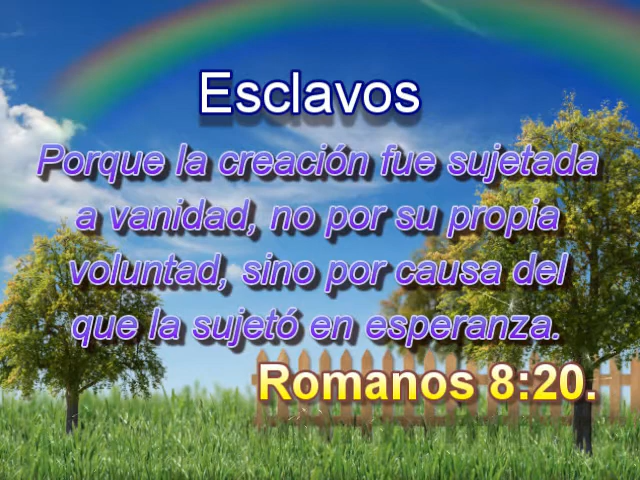 Esclavos
Porque la creación fue sujetada
a vanidad, no por su propia
voluntad, sino por causa del
que la sujetó en esperanza.
Romanos 8:20.